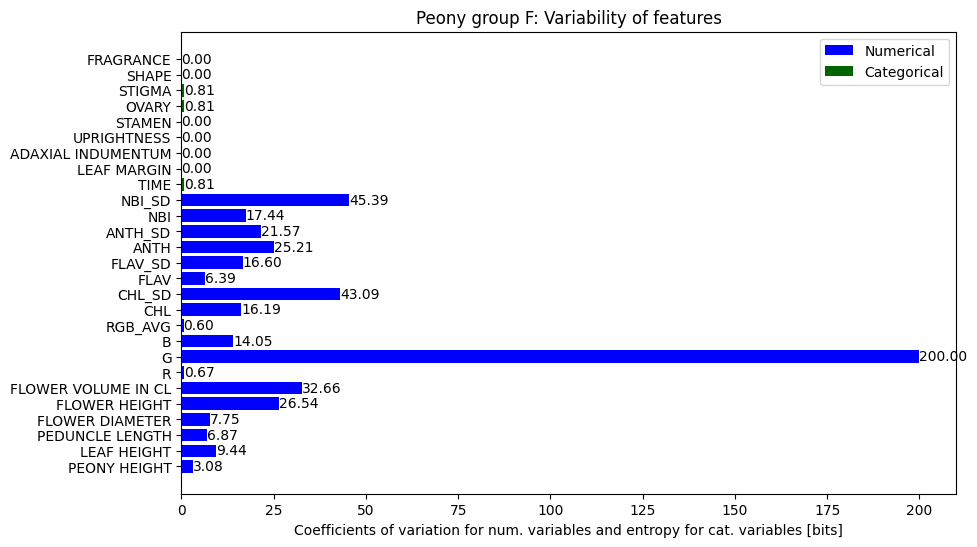 Peony group F: Variability of features
Numerical
Categorical
FRAGRANCE 0.00
SHAPE 0.00
STIGMA 0.81
OVARY 0.81
STAMEN 0.00
UPRIGHTNESS 0.00
ADAXIAL INDUMENTUM 0.00
LEAF MARGIN 0.00
TIME 0.81
NBI_SD 45.39
NBI 17.44
ANTH_SD 21.57
ANTH 25.21
FLAV_SD 16.60
FLAV 6.39
CHL_SD 43.09
CHL 16.19
RGB_AVG 0.60
B 14.05
G 200.00
R 0.67
FLOWER VOLUME IN CL 32.66
FLOWER HEIGHT 26.54
FLOWER DIAMETER 7.75
PEDUNCLE LENGTH 6.87
LEAF HEIGHT 9.44
PEONY HEIGHT 3.08
0 25 50 75 100 125 150 175 200
Coefficients of variation for num. variables and entropy for cat. variables [bits]